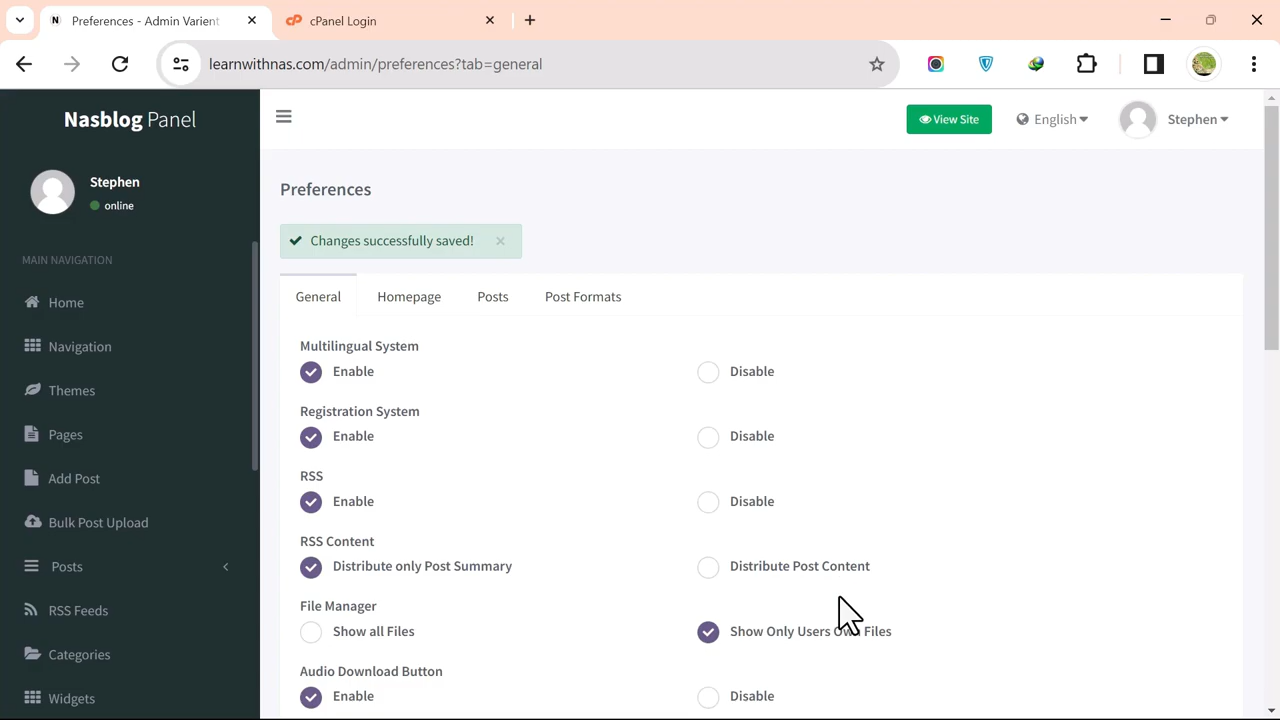 Preferences - Admin Varient
cPanel Login
learnwithnas.com/admin/preferences?tab=general
Nasblog Panel
View Site
English
Stephen
Stephen
online
Preferences
Changes successfully saved!
MAIN NAVIGATION
General
Homepage
Posts
Post Formats
Home
Navigation
Themes
Pages
Add Post
Bulk Post Upload
Posts
RSS Feeds
Categories
Widgets
Multilingual System
Enable
Disable
Registration System
Enable
Disable
RSS
Enable
Disable
RSS Content
Distribute only Post Summary
Distribute Post Content
File Manager
Show all Files
Show Only Users Own Files
Audio Download Button
Enable
Disable